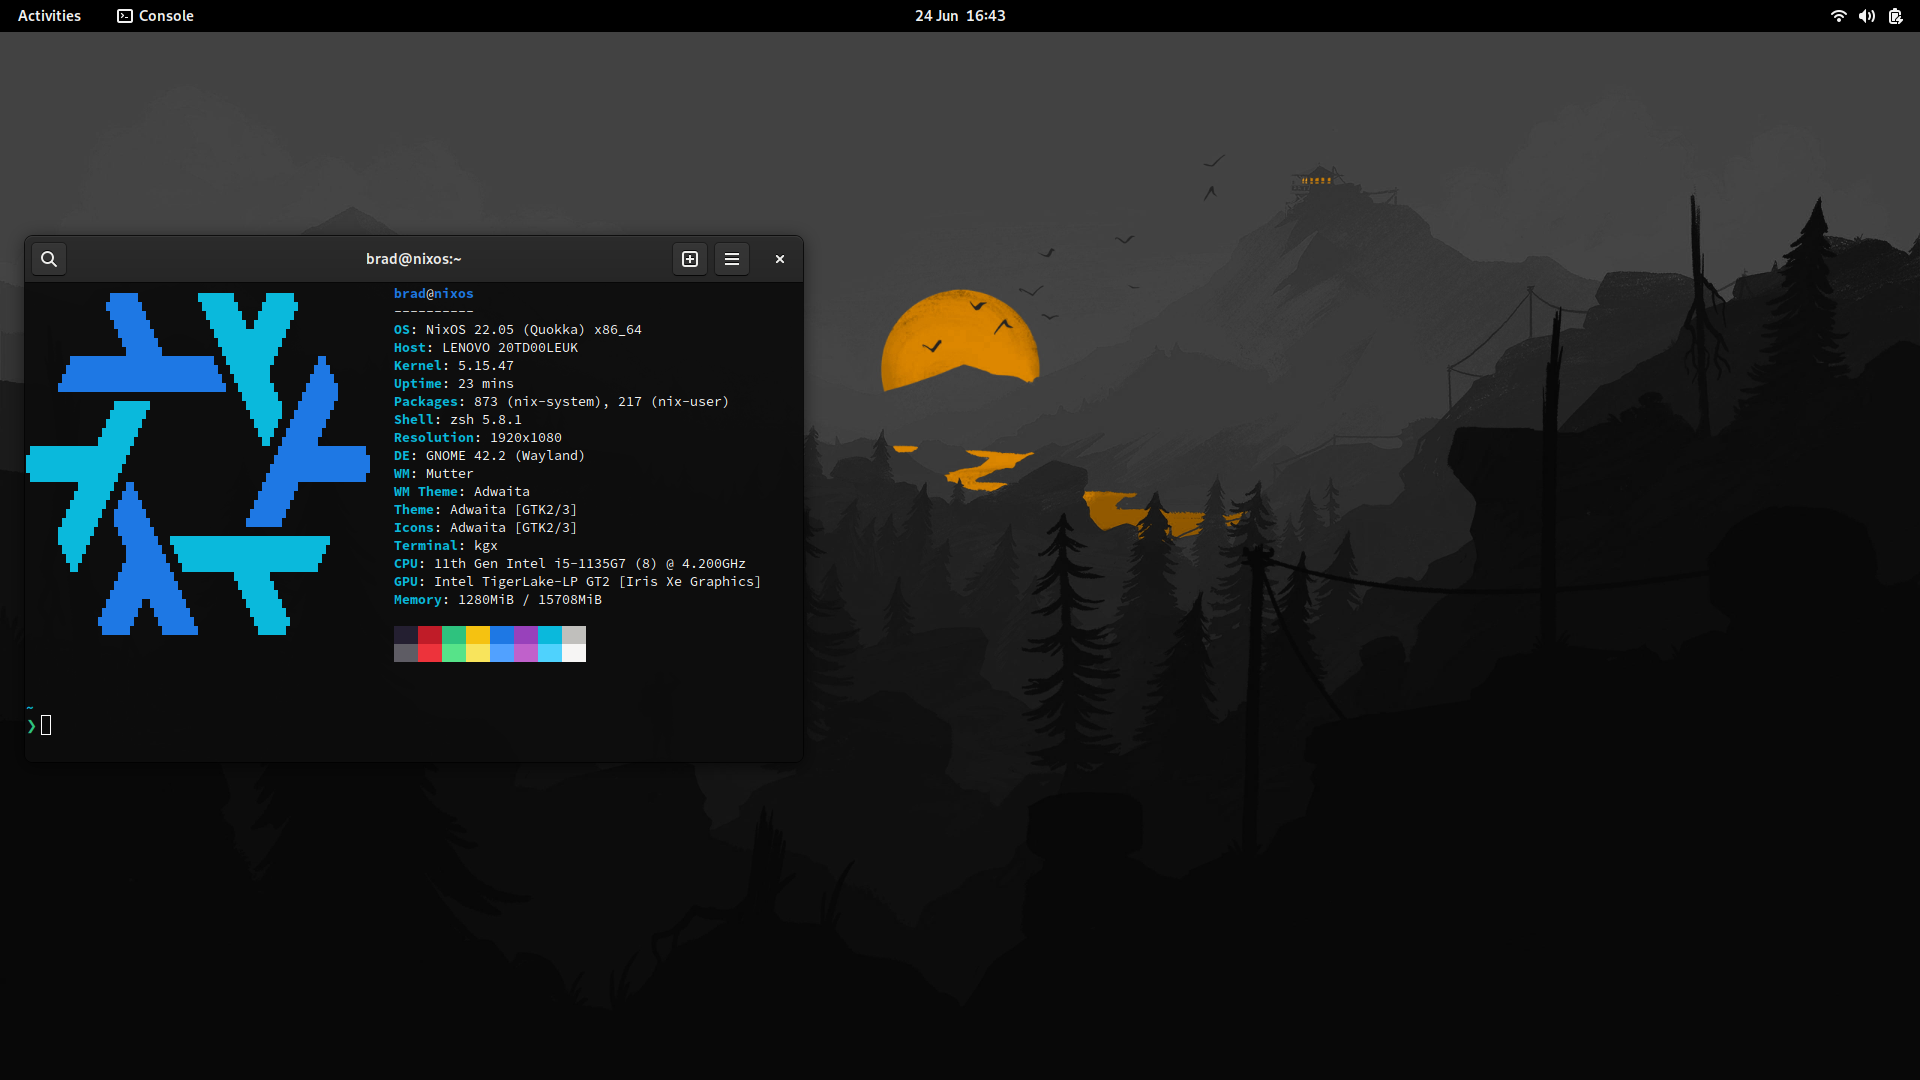 Activities Console 24 Jun 16:43
brad@nixos:~
brad@nixos
----------
OS: NixOS 22.05 (Quokka) x86_64
Host: LENOVO 20TD00LEUK
Kernel: 5.15.47
Uptime: 23 mins
Packages: 873 (nix-system), 217 (nix-user)
Shell: zsh 5.8.1
Resolution: 1920x1080
DE: GNOME 42.2 (Wayland)
WM: Mutter
WM Theme: Adwaita
Theme: Adwaita [GTK2/3]
Icons: Adwaita [GTK2/3]
Terminal: kgx
CPU: 11th Gen Intel i5-1135G7 (8) @ 4.200GHz
GPU: Intel TigerLake-LP GT2 [Iris Xe Graphics]
Memory: 1280MiB / 15708MiB
~
❯